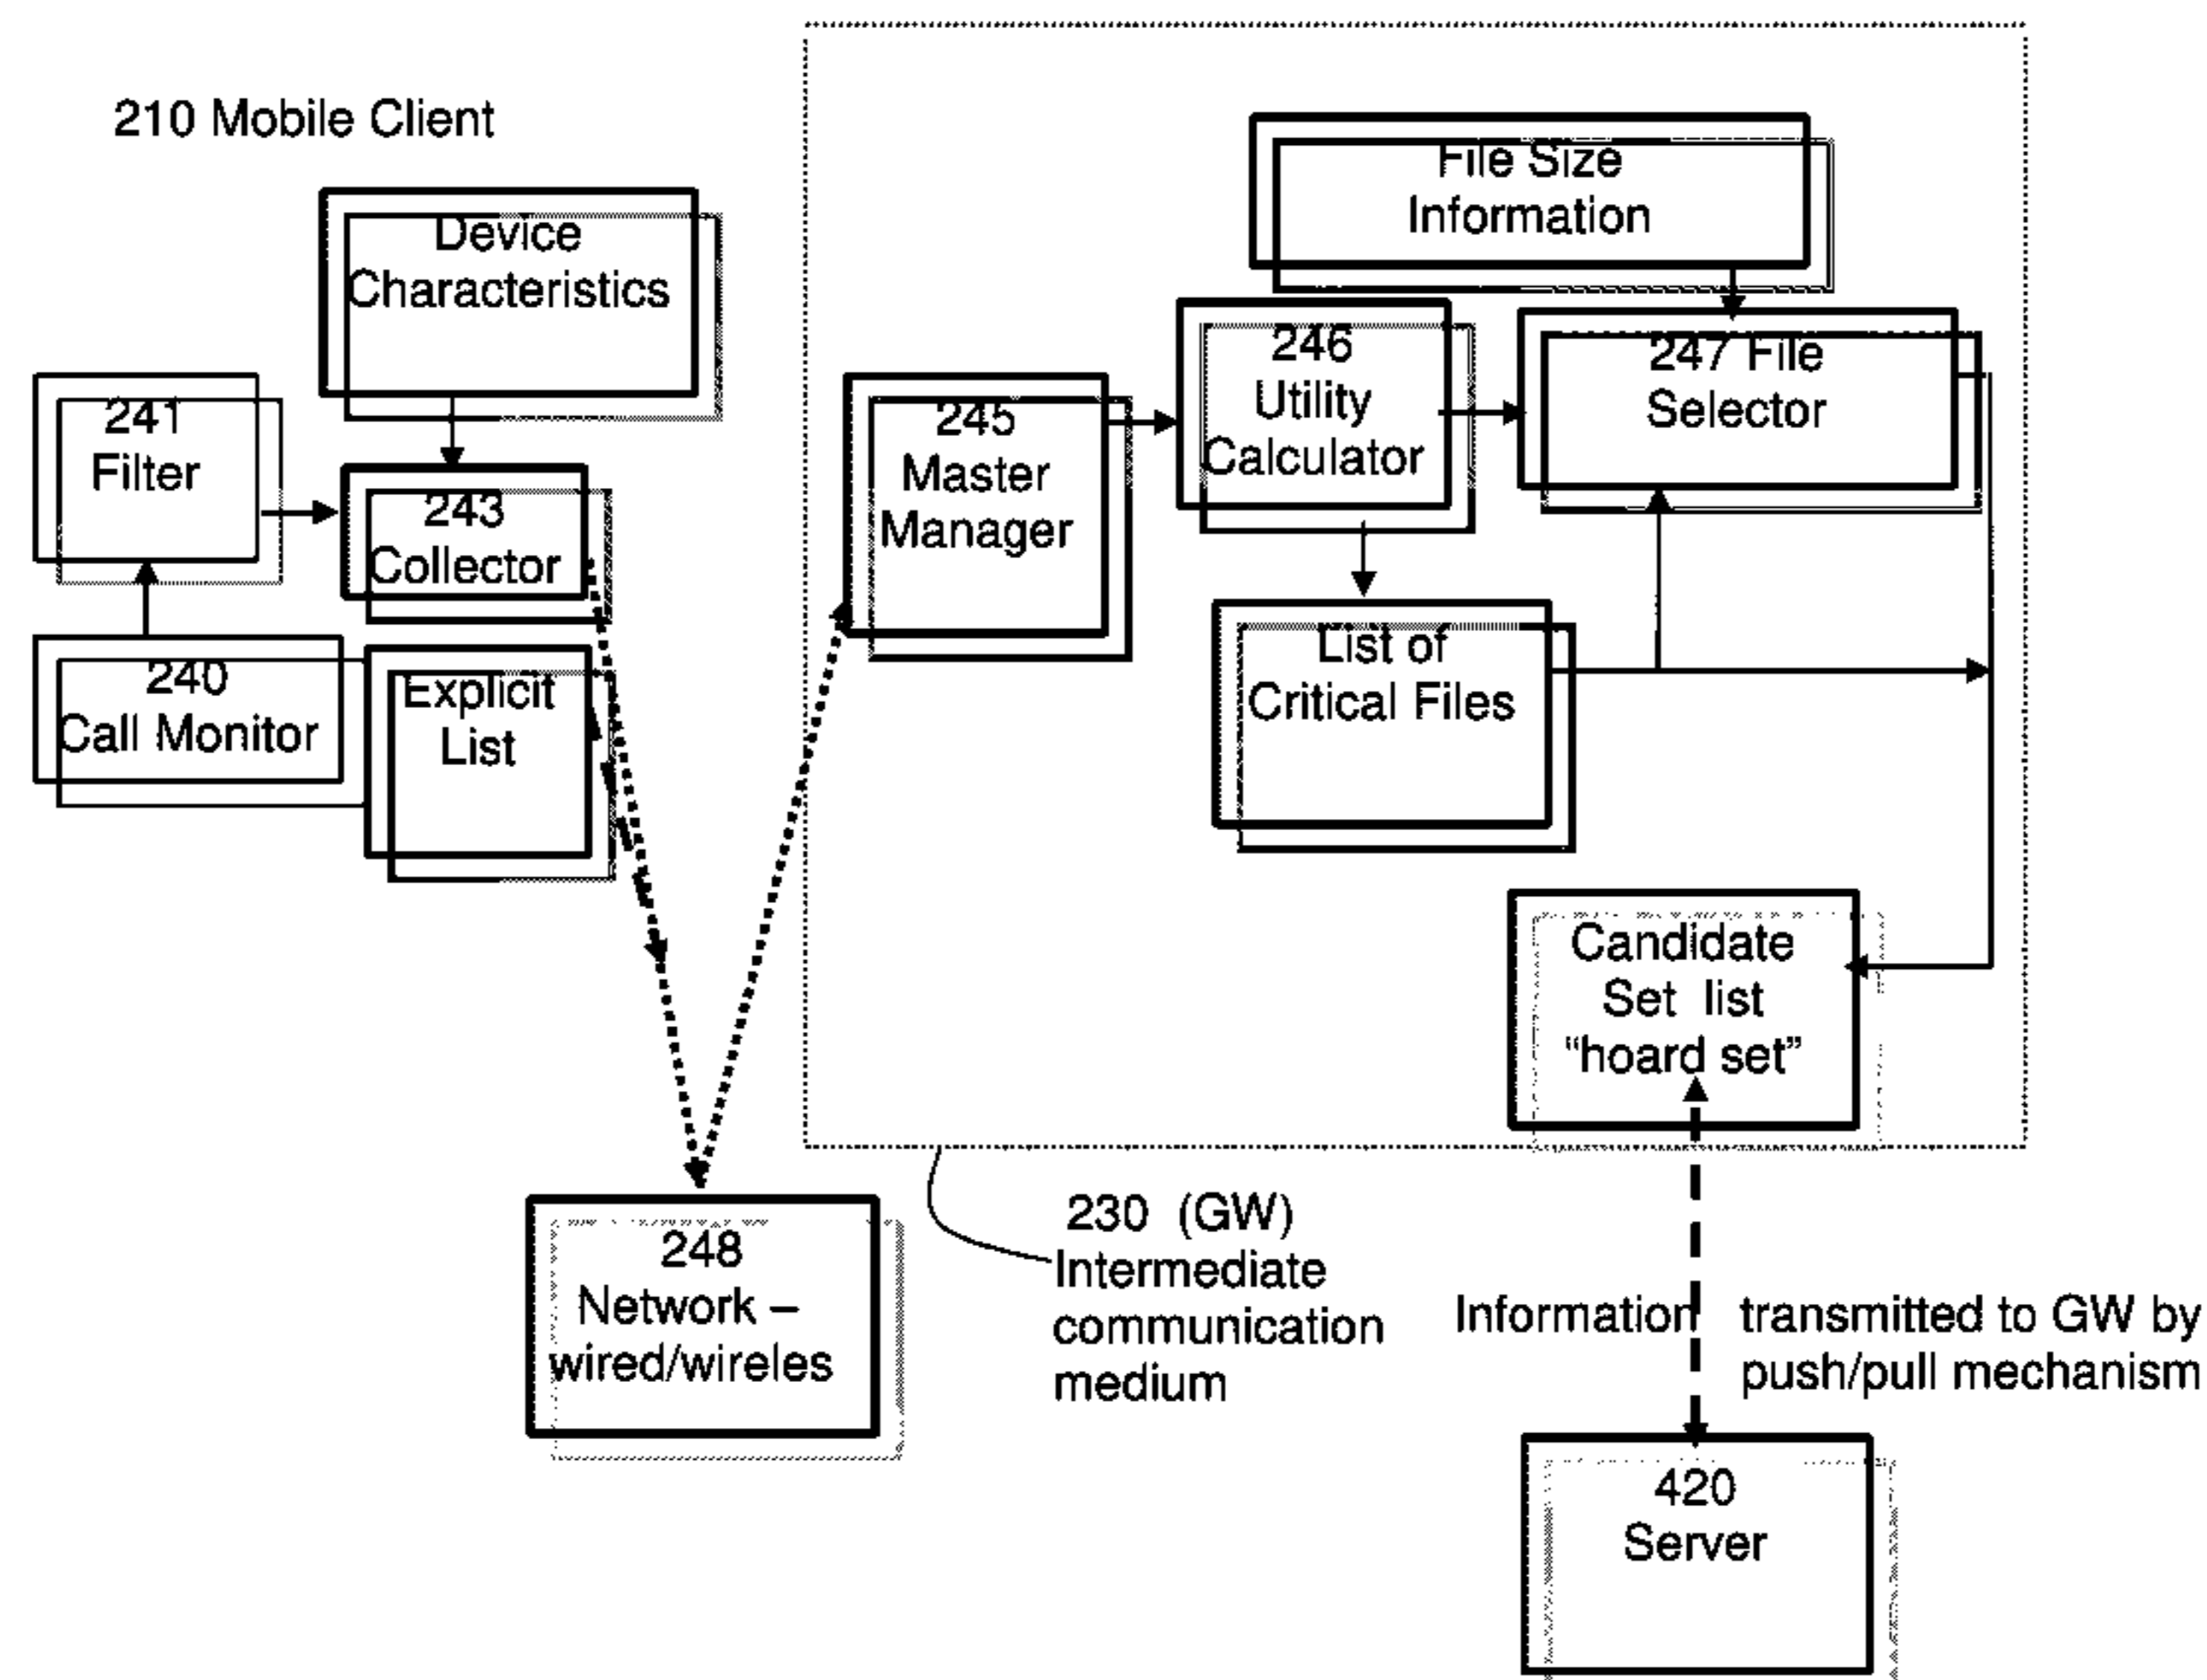 210 Mobile Client
Device
Characteristics
241
Filter
243
Collector
240
Call Monitor
Explicit
List
File Size
Information
245
Master
Manager
246
Utility
Calculator
247 File
Selector
List of
Critical Files
Candidate
Set list
“hoard set”
248
Network –
wired/wireles
230 (GW)
Intermediate
communication
medium
Information transmitted to GW by
push/pull mechanism
420
Server